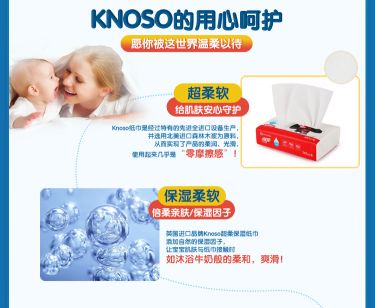 KNOSO的用心呵护
愿你被这世界温柔以待
超柔软
给肌肤安心守护
Knoso纸巾是经过特有的先进全进口设备生产,
并选用北美进口森林木浆为原料,
从而实现了产品的柔润、光滑,
使用起来几乎是“零摩擦感”!
保湿柔软
倍柔亲肤/保湿因子
英国进口品牌Knoso超柔保湿纸巾
添加自然的保湿因子,
让宝宝肌肤与纸巾接触时
如沐浴牛奶般的柔和,爽滑!